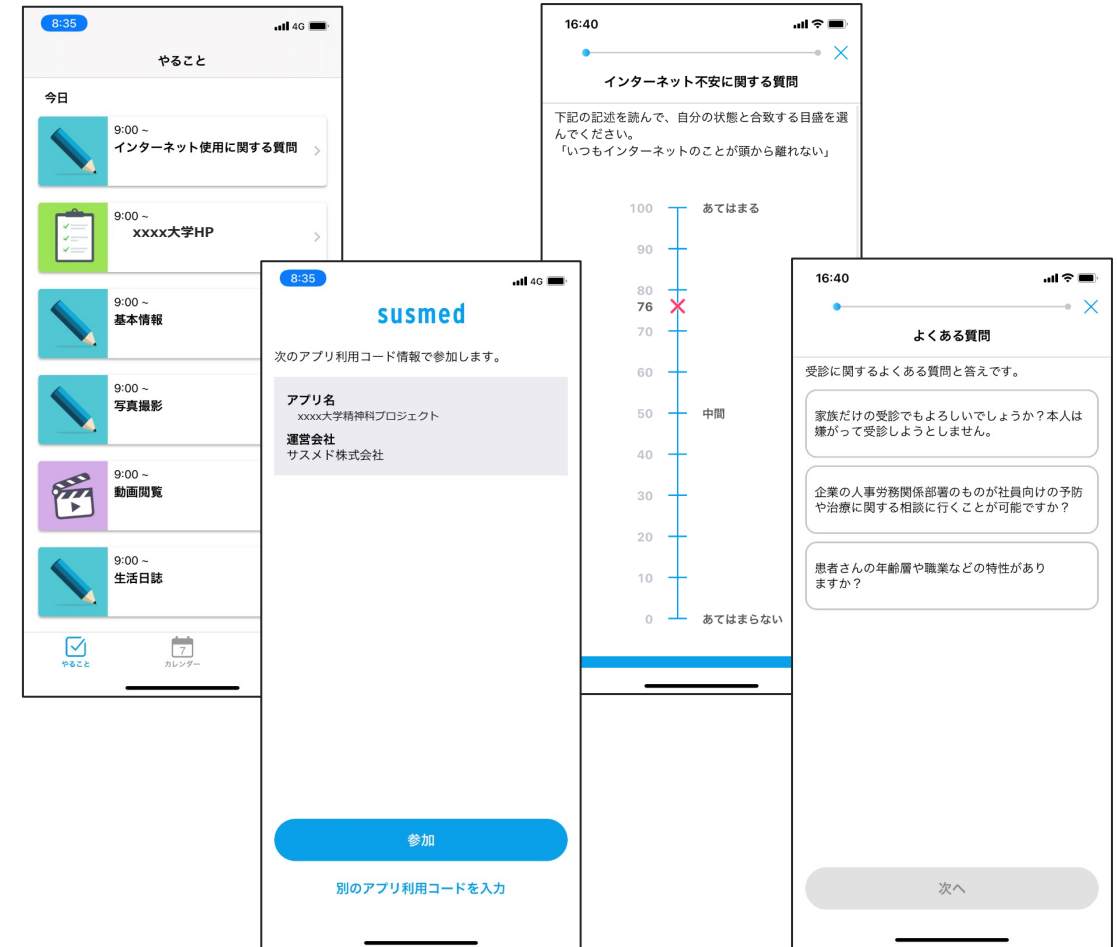 8:35
4G
やること
今日
9:00 ~
インターネット使用に関する質問
9:00 ~
xxxx大学HP
9:00 ~
基本情報
9:00 ~
写真撮影
9:00 ~
動画閲覧
9:00 ~
生活日誌
やること
7
カレンダー
8:35
4G
susmed
次のアプリ利用コード情報で参加します。
アプリ名
xxxx大学精神科プロジェクト
運営会社
サスメド株式会社
参加
別のアプリ利用コードを入力
16:40
インターネット不安に関する質問
下記の記述を読んで、自分の状態と合致する目盛を選
んでください。
「いつもインターネットのことが頭から離れない」
100 あてはまる
90
80
76
70
60
50 中間
40
30
20
10
0 あてはまらない
16:40
よくある質問
受診に関するよくある質問と答えです。
家族だけの受診でもよろしいでしょうか？本人は
嫌がって受診しようとしません。
企業の人事労務関係部署のものが社員向けの予防
や治療に関する相談に行くことが可能ですか？
患者さんの年齢層や職業などの特性があり
ますか？
次へ